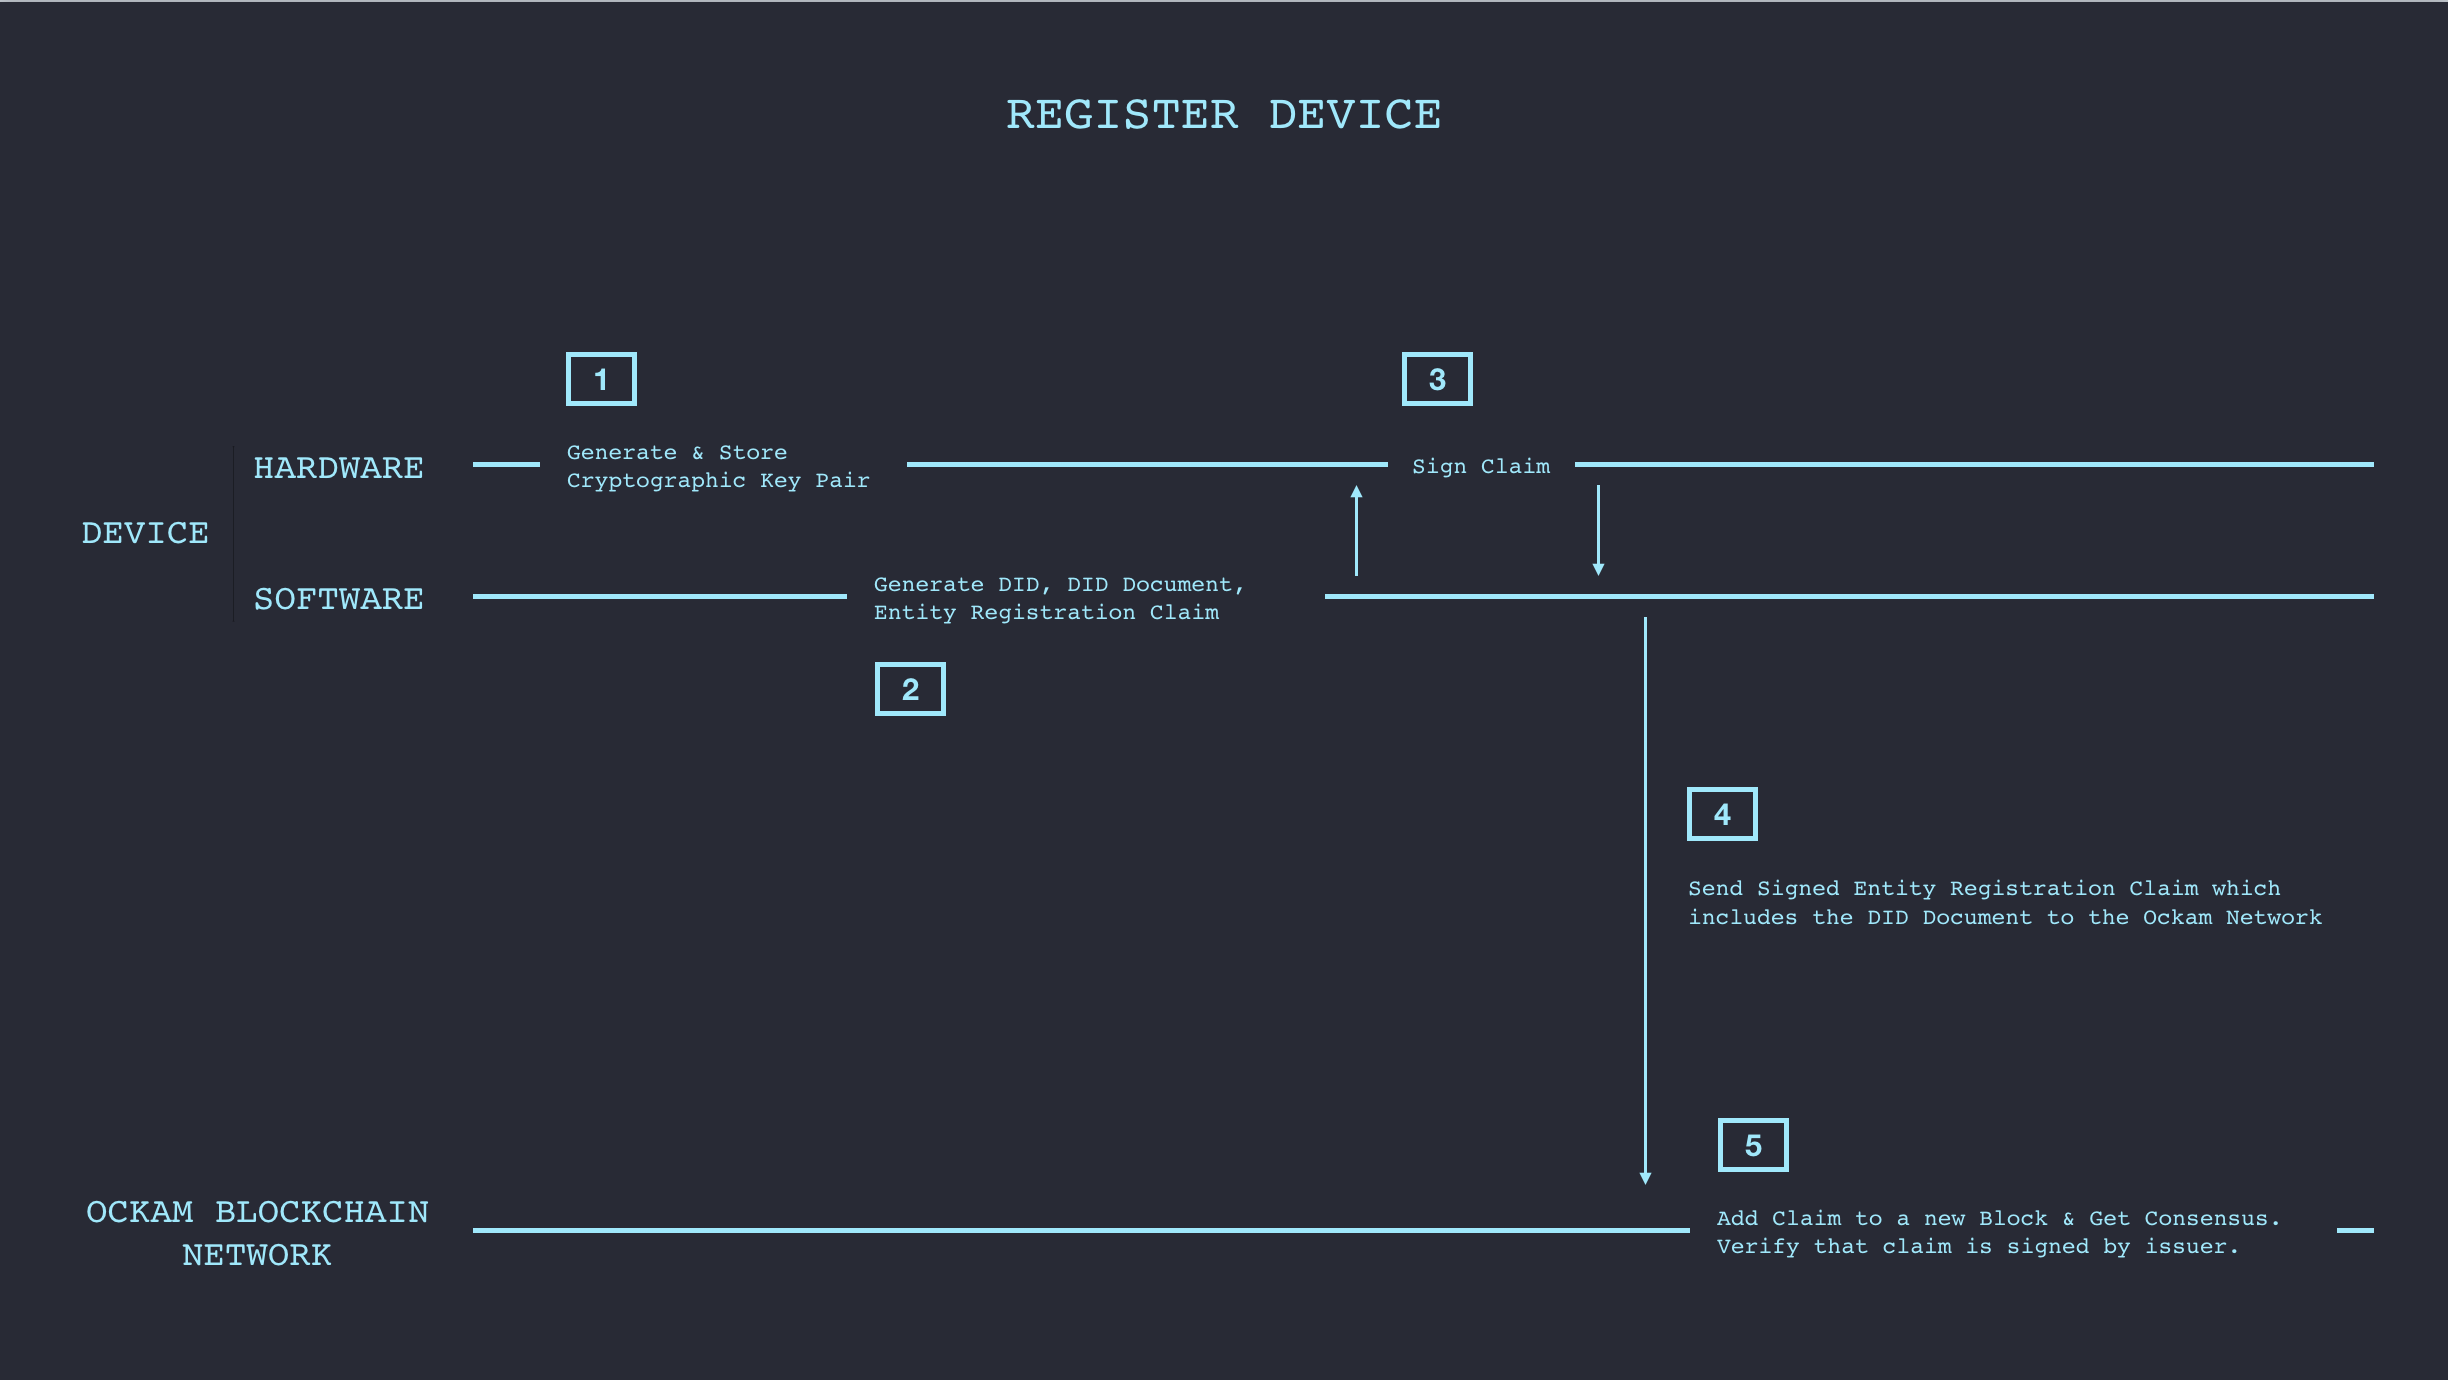 REGISTER DEVICE
1
3
HARDWARE
Generate & Store
Cryptographic Key Pair
Sign Claim
DEVICE
SOFTWARE
Generate DID, DID Document,
Entity Registration Claim
2
4
Send Signed Entity Registration Claim which
includes the DID Document to the Ockam Network
5
OCKAM BLOCKCHAIN
NETWORK
Add Claim to a new Block & Get Consensus.
Verify that claim is signed by issuer.